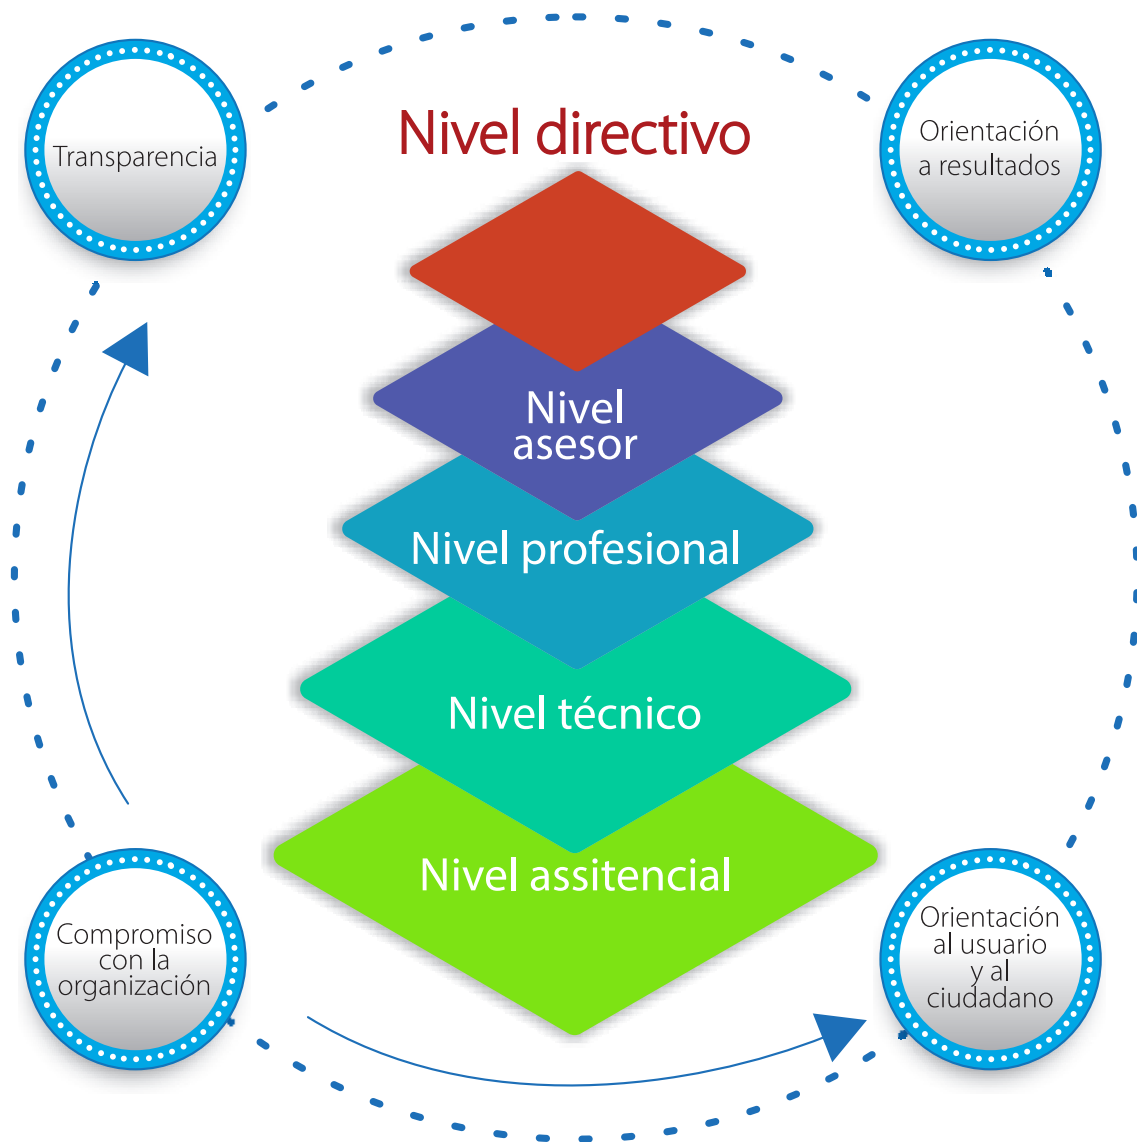 Nivel directivo
Transparencia
Orientación
a resultados
Nivel
asesor
Nivel profesional
Nivel técnico
Nivel assitencial
Compromiso
con la
organización
Orientación
al usuario
y al
ciudadano